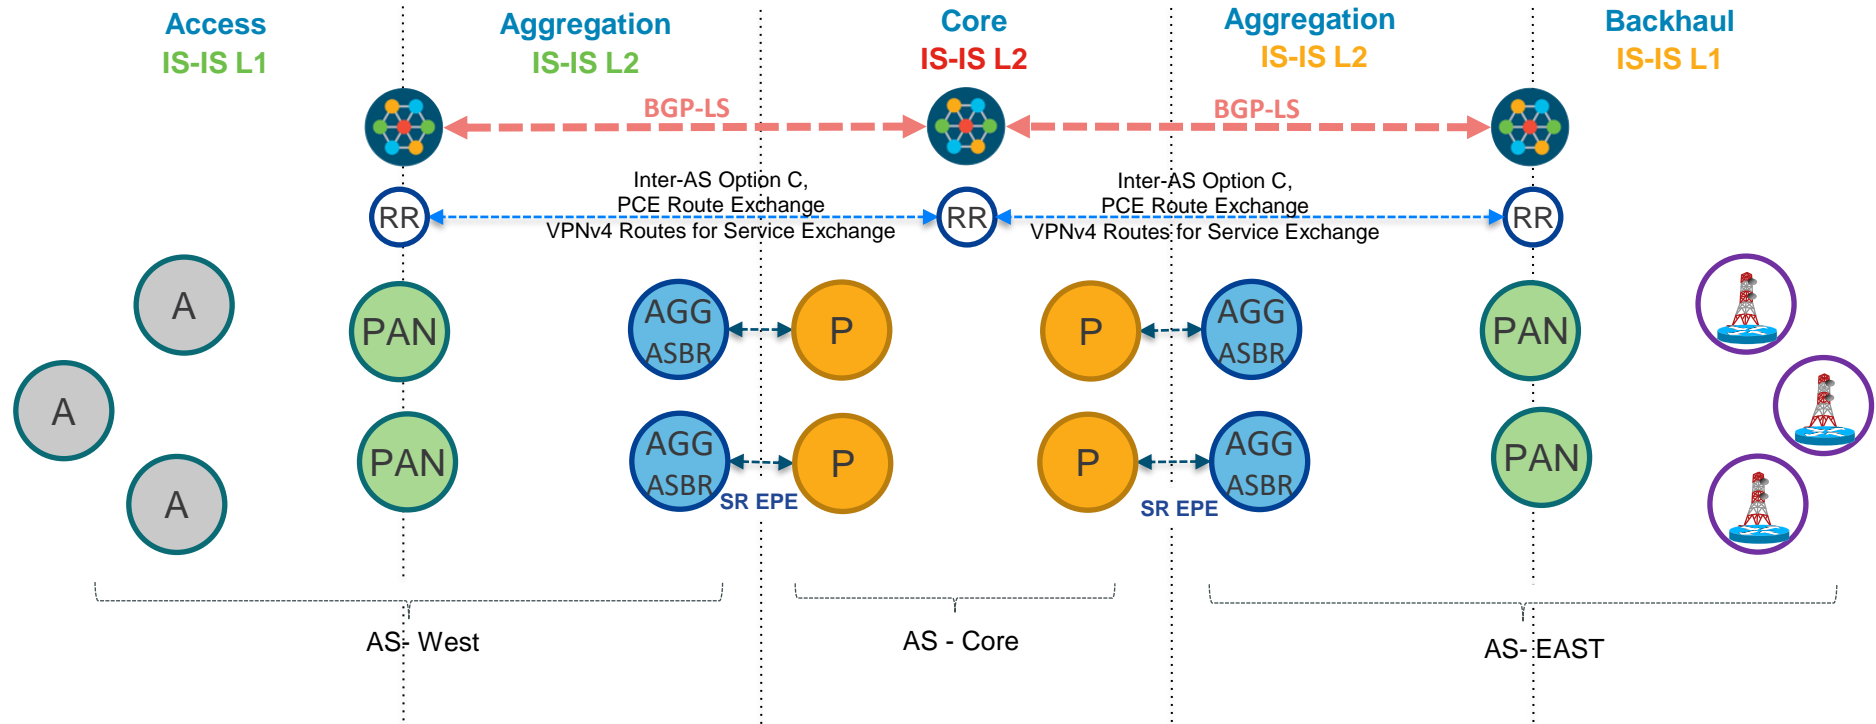 Access
IS-IS L1
Aggregation
IS-IS L2
Core
IS-IS L2
Aggregation
IS-IS L2
Backhaul
IS-IS L1
BGP-LS
BGP-LS
Inter-AS Option C,
PCE Route Exchange
VPNv4 Routes for Service Exchange
Inter-AS Option C,
PCE Route Exchange
VPNv4 Routes for Service Exchange
RR
RR
RR
A
A
A
PAN
AGG
ASBR
P
P
AGG
ASBR
PAN
PAN
AGG
ASBR
P
P
AGG
ASBR
PAN
SR EPE
SR EPE
AS- West
AS - Core
AS- EAST